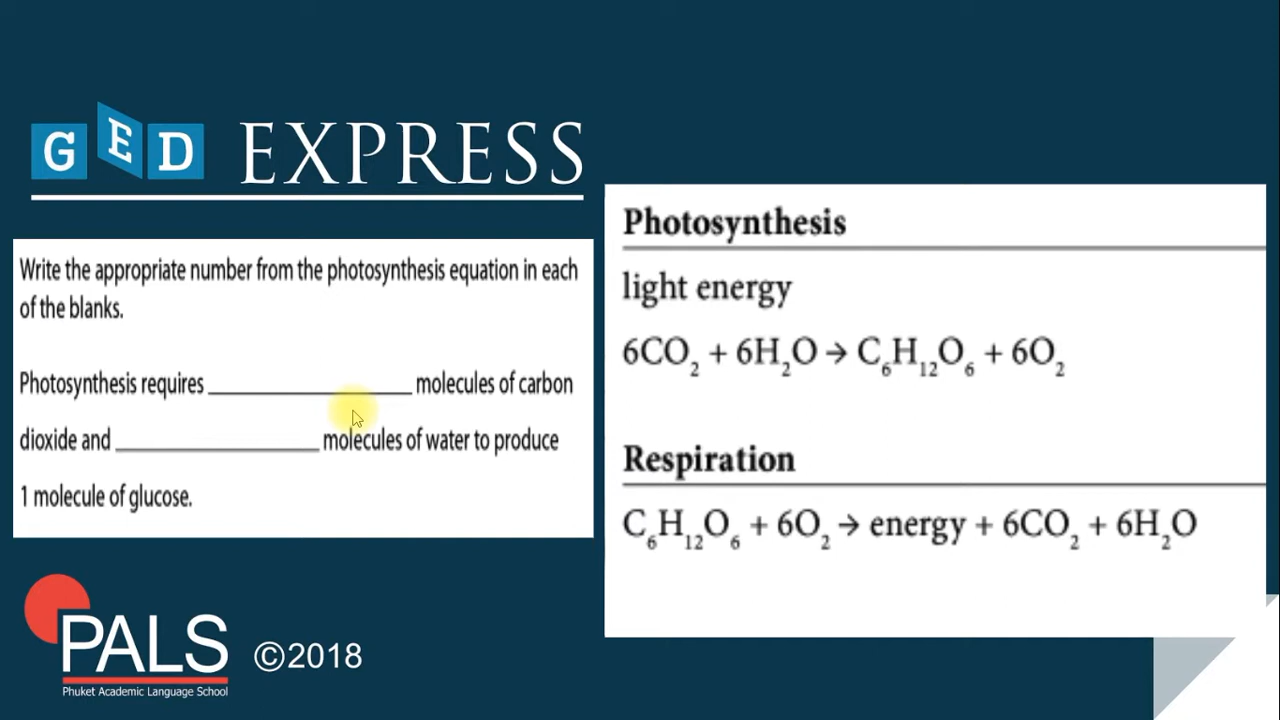 GED EXPRESS
Write the appropriate number from the photosynthesis equation in each
of the blanks.
Photosynthesis requires ____________________ molecules of carbon
dioxide and ____________________ molecules of water to produce
1 molecule of glucose.
Photosynthesis
light energy
6CO₂ + 6H₂O → C₆H₁₂O₆ + 6O₂
Respiration
C₆H₁₂O₆ + 6O₂ → energy + 6CO₂ + 6H₂O
PALS ©2018
Phuket Academic Language School